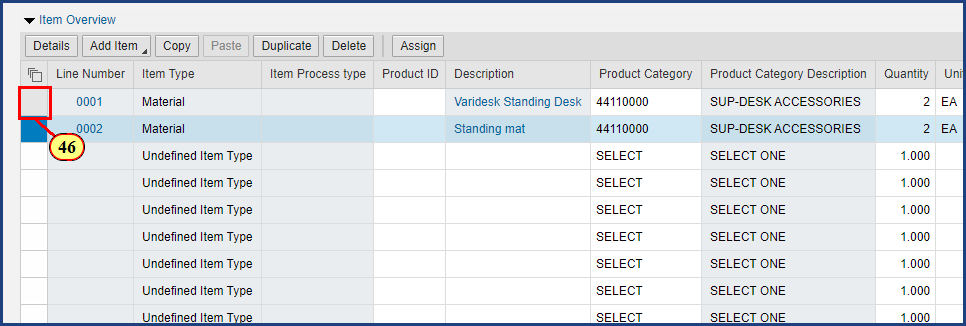 Item Overview
Details Add Item Copy Paste Duplicate Delete Assign
Line Number Item Type Item Process type Product ID Description Product Category Product Category Description Quantity Uni
0001 Material Varidesk Standing Desk 44110000 SUP-DESK ACCESSORIES 2 EA
0002 Material Standing mat 44110000 SUP-DESK ACCESSORIES 2 EA
46
Undefined Item Type SELECT SELECT ONE 1.000
Undefined Item Type SELECT SELECT ONE 1.000
Undefined Item Type SELECT SELECT ONE 1.000
Undefined Item Type SELECT SELECT ONE 1.000
Undefined Item Type SELECT SELECT ONE 1.000
Undefined Item Type SELECT SELECT ONE 1.000
Undefined Item Type SELECT SELECT ONE 1.000